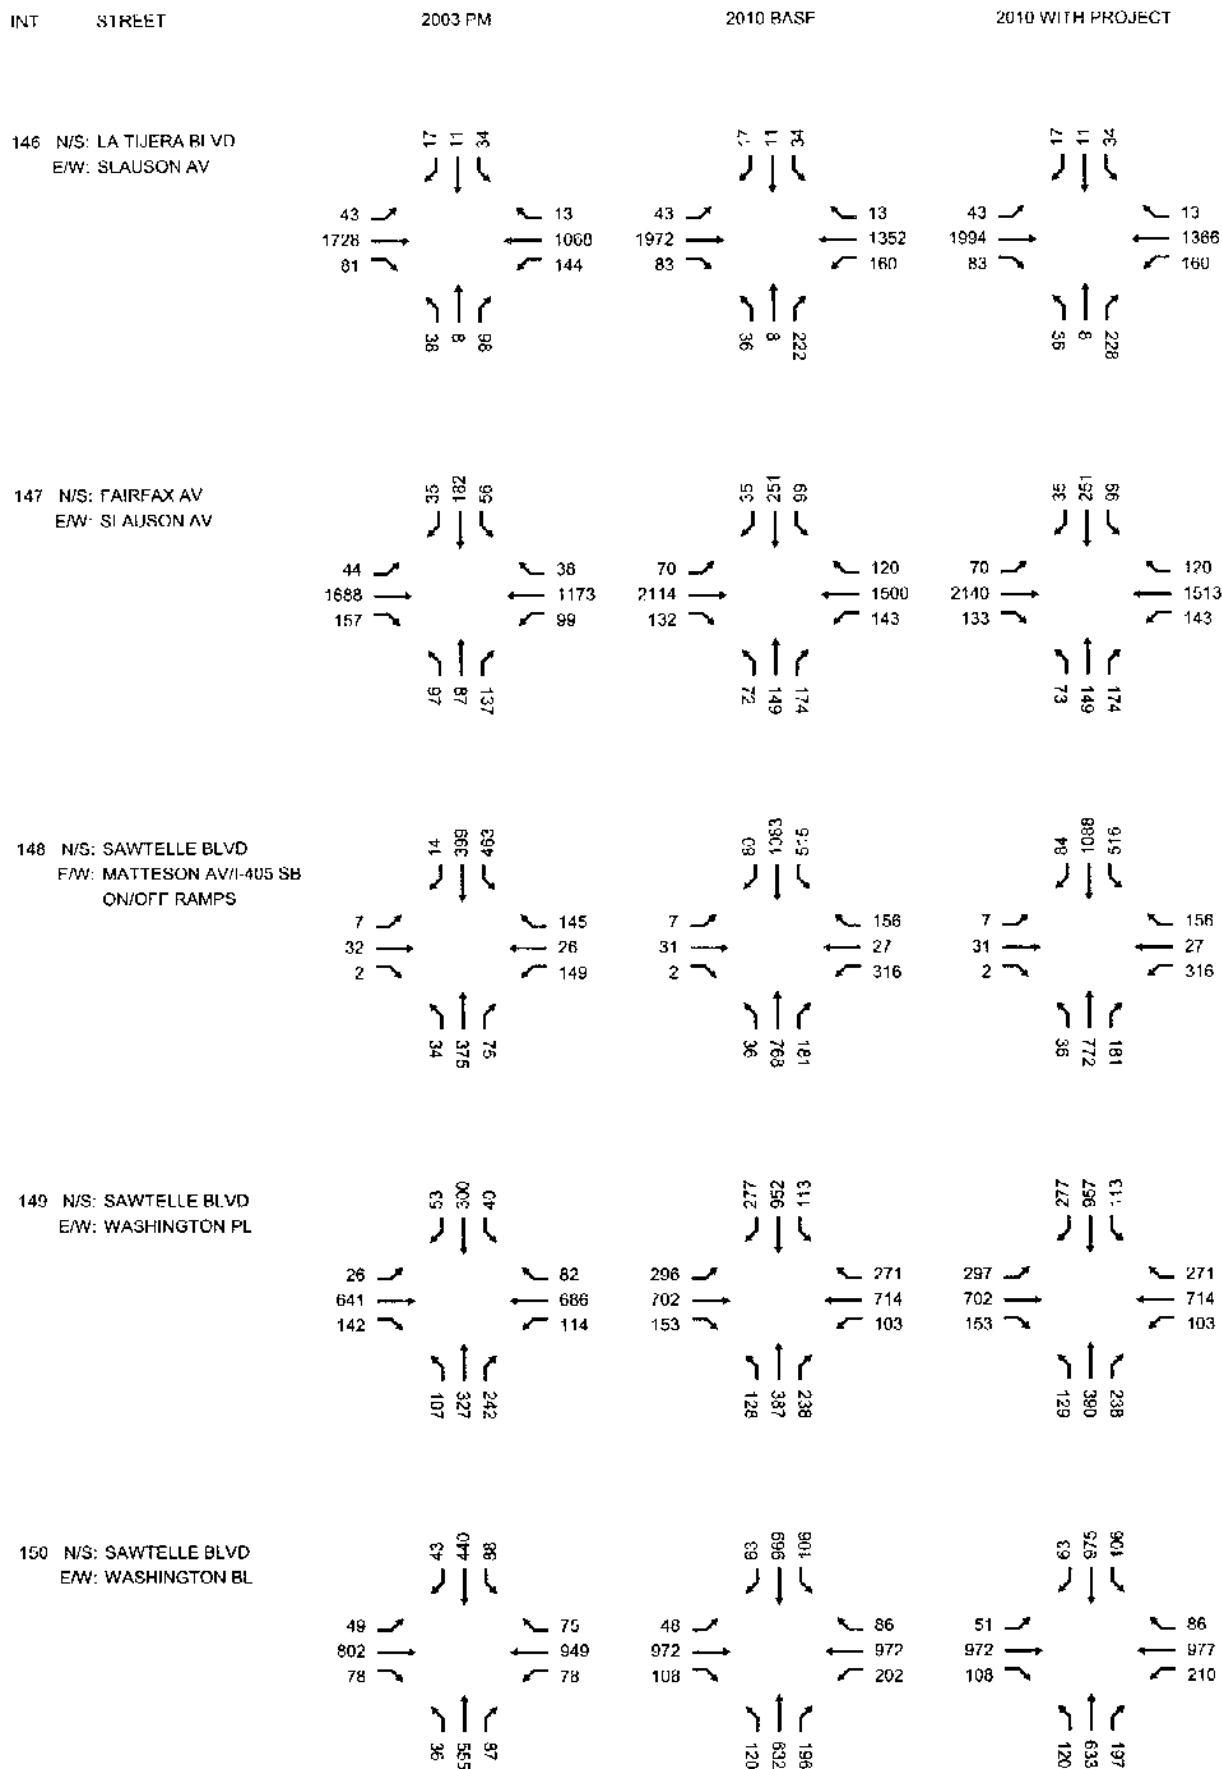 INT STREET 2003 PM 2010 BASE 2010 WITH PROJECT
146 N/S: LA TIJERA BLVD
E/W: SLAUSON AV
17 11 34 17 11 34 17 11 34
43 13 43 13 43 13
1728 1060 1972 1352 1994 1366
81 144 83 160 83 160
38 8 98 36 8 222 36 8 228
147 N/S: FAIRFAX AV
E/W: SLAUSON AV
35 182 56 35 251 99 35 251 99
44 38 70 120 70 120
1688 1173 2114 1500 2140 1513
157 99 132 143 133 143
97 87 137 72 149 174 73 149 174
148 N/S: SAWTELLE BLVD
E/W: MATTESON AV/I-405 SB
ON/OFF RAMPS
14 399 493 1083 515 84 1088 516
7 145 7 156 7 156
32 26 31 27 31 27
2 149 2 316 2 316
34 375 75 36 768 181 36 772 181
149 N/S: SAWTELLE BLVD
E/W: WASHINGTON PL
53 300 40 277 952 113 277 957 113
26 82 296 271 297 271
641 686 702 714 702 714
142 114 153 103 153 103
107 327 242 128 387 238 129 390 238
150 N/S: SAWTELLE BLVD
E/W: WASHINGTON BL
43 440 88 63 969 106 63 975 106
49 75 48 86 51 86
802 949 972 972 972 977
78 78 108 202 108 210
36 555 87 120 632 196 120 633 197